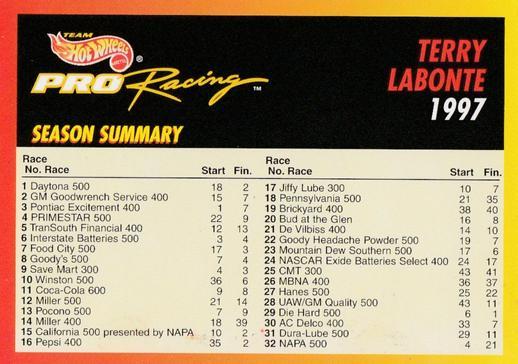 TEAM
Hot Wheels
MATTEL
®
PRO Racing ™
TERRY
LABONTE
1997
SEASON SUMMARY
Race
No. Race Start Fin.
1 Daytona 500 18 2
2 GM Goodwrench Service 400 15 7
3 Pontiac Excitement 400 1 7
4 PRIMESTAR 500 22 9
5 TranSouth Financial 400 12 13
6 Interstate Batteries 500 3 4
7 Food City 500 17 3
8 Goody's 500 7 4
9 Save Mart 300 4 3
10 Winston 500 36 6
11 Coca-Cola 600 9 8
12 Miller 500 21 14
13 Pocono 500 7 9
14 Miller 400 18 39
15 California 500 presented by NAPA 10 2
16 Pepsi 400 35 2
Race
No. Race Start Fin.
17 Jiffy Lube 300 10 7
18 Pennsylvania 500 21 35
19 Brickyard 400 38 40
20 Bud at the Glen 16 8
21 De Vilbiss 400 14 10
22 Goody Headache Powder 500 19 7
23 Mountain Dew Southern 500 17 6
24 NASCAR Exide Batteries Select 400 24 17
25 CMT 300 43 41
26 MBNA 400 36 37
27 Hanes 500 25 22
28 UAW/GM Quality 500 43 11
29 Die Hard 500 6 1
30 AC Delco 400 33 7
31 Dura-Lube 500 29 11
32 NAPA 500 4 21